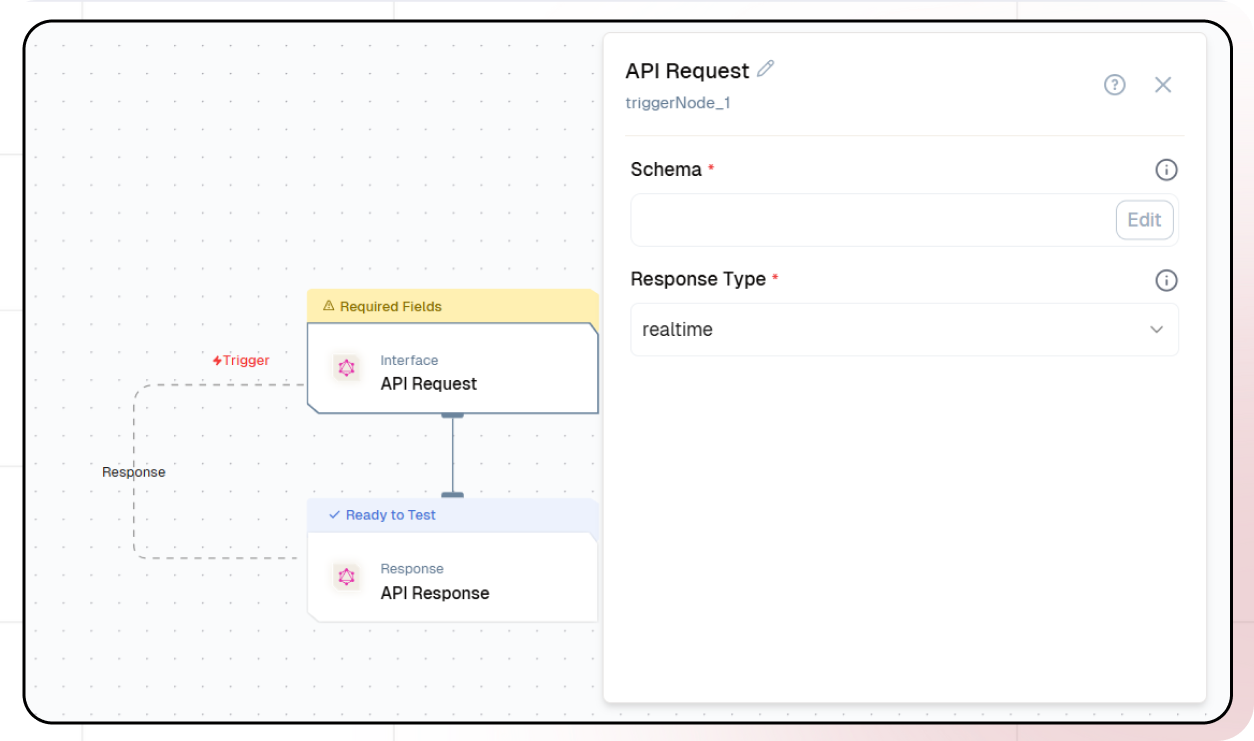 API Request
triggerNode_1
Schema *
Edit
Response Type *
realtime
Required Fields
Interface
API Request
Trigger
Response
Ready to Test
Response
API Response